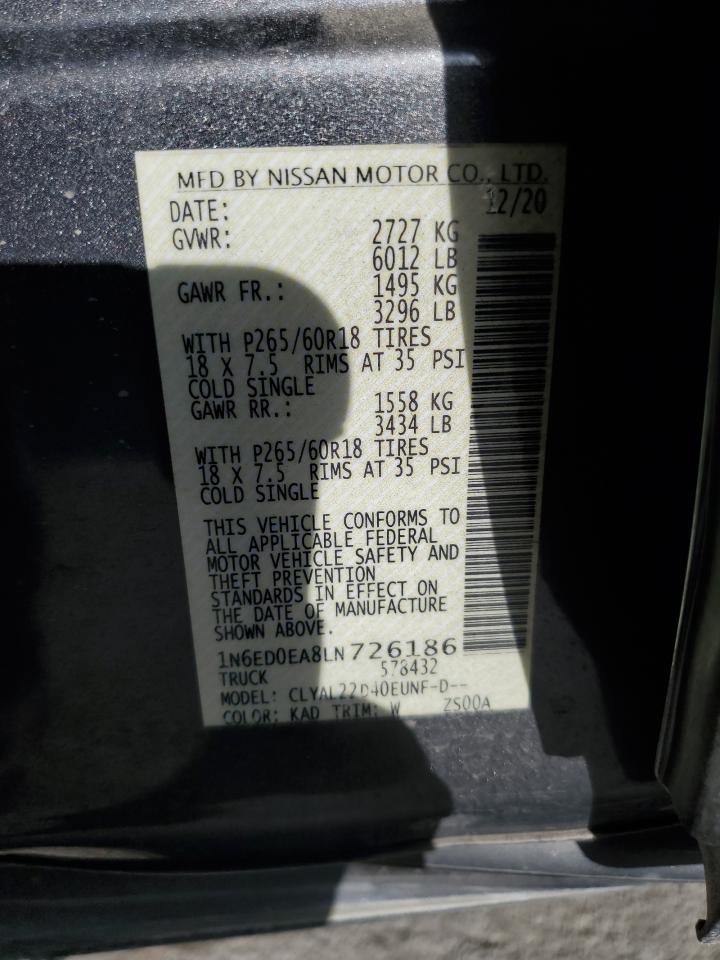 MFD BY NISSAN MOTOR CO., LTD.
DATE: 12/20
GVWR: 2727 KG
6012 LB
GAWR FR.: 1495 KG
3296 LB
WITH P265/60R18 TIRES
18 X 7.5 RIMS AT 35 PSI
COLD SINGLE
GAWR RR.: 1558 KG
3434 LB
WITH P265/60R18 TIRES
18 X 7.5 RIMS AT 35 PSI
COLD SINGLE
THIS VEHICLE CONFORMS TO
ALL APPLICABLE FEDERAL
MOTOR VEHICLE SAFETY AND
THEFT PREVENTION
STANDARDS IN EFFECT ON
THE DATE OF MANUFACTURE
SHOWN ABOVE.
1N6ED0EA8LN726186
TRUCK 578432
MODEL: CLYAL22D40EUNF-D--
COLOR: KAD TRIM: W ZS00A